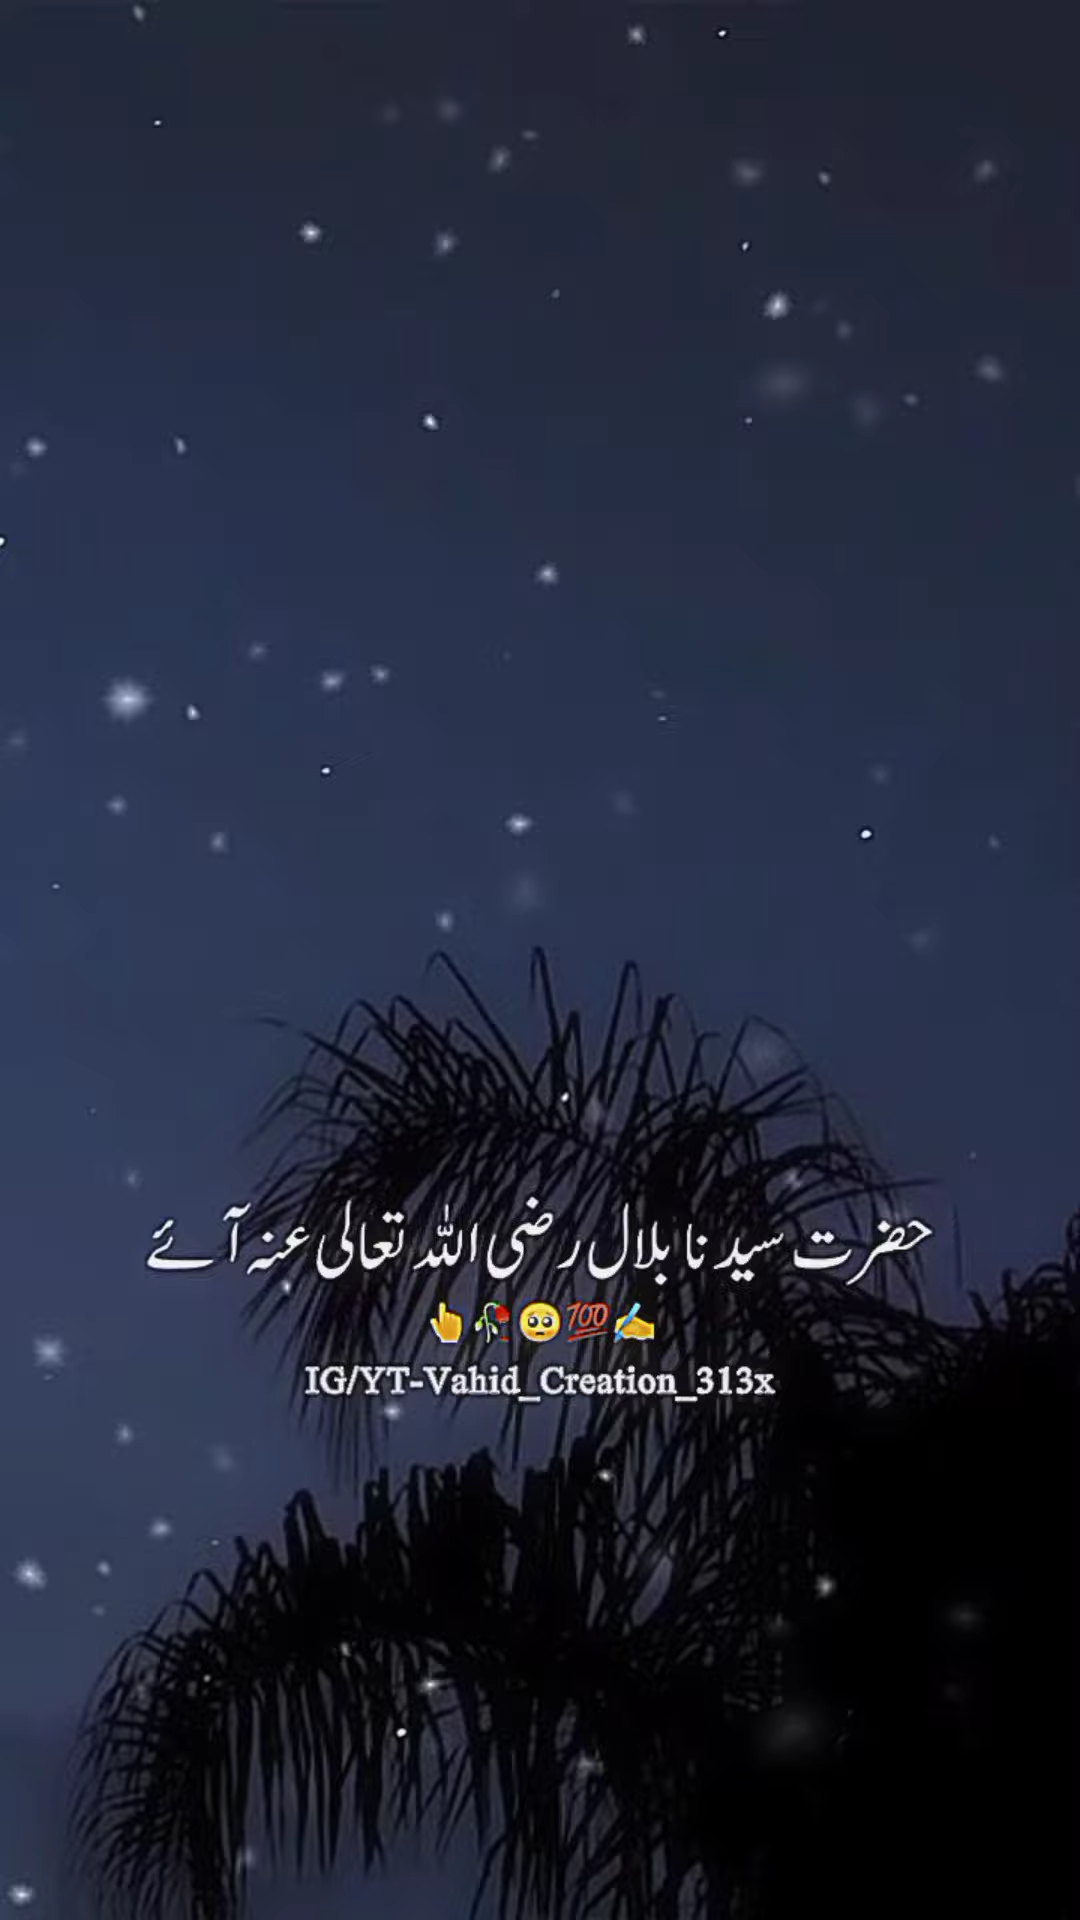 حضرت سیدنا بلال رضی اللہ تعالی عنہ آئے
👆🥀🥺💯✍️
IG/YT-Vahid_Creation_313x